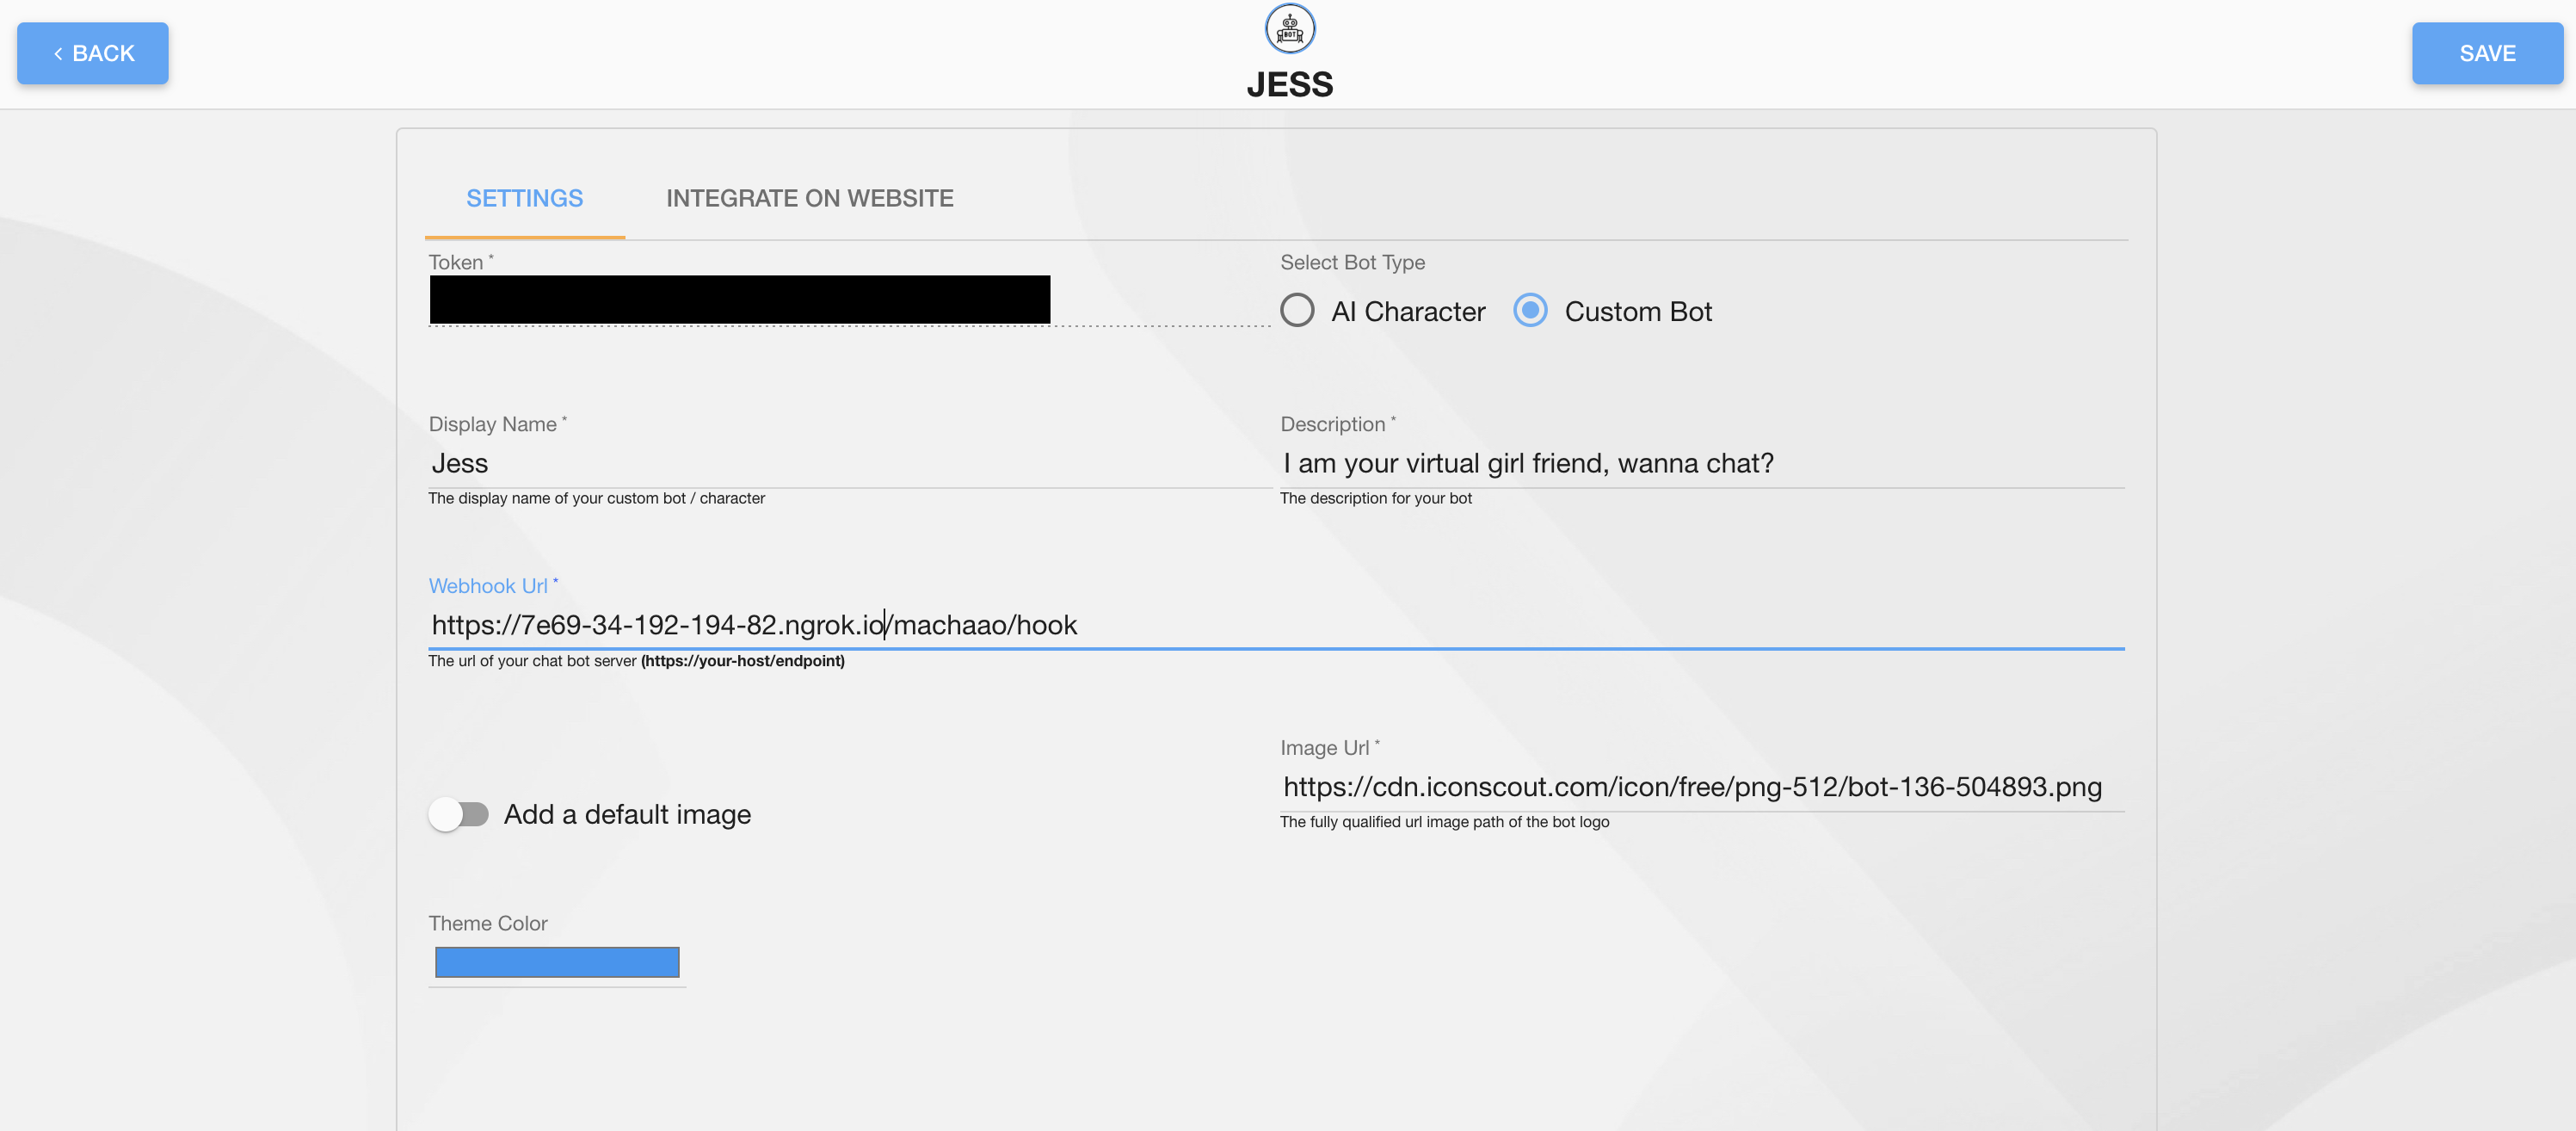 BACK
BOT
JESS
SAVE
SETTINGS
INTEGRATE ON WEBSITE
Token *
Select Bot Type
AI Character
Custom Bot
Display Name *
Jess
The display name of your custom bot / character
Description *
I am your virtual girl friend, wanna chat?
The description for your bot
Webhook Url *
https://7e69-34-192-194-82.ngrok.io/machaao/hook
The url of your chat bot server (https://your-host/endpoint)
Add a default image
Image Url *
https://cdn.iconscout.com/icon/free/png-512/bot-136-504893.png
The fully qualified url image path of the bot logo
Theme Color